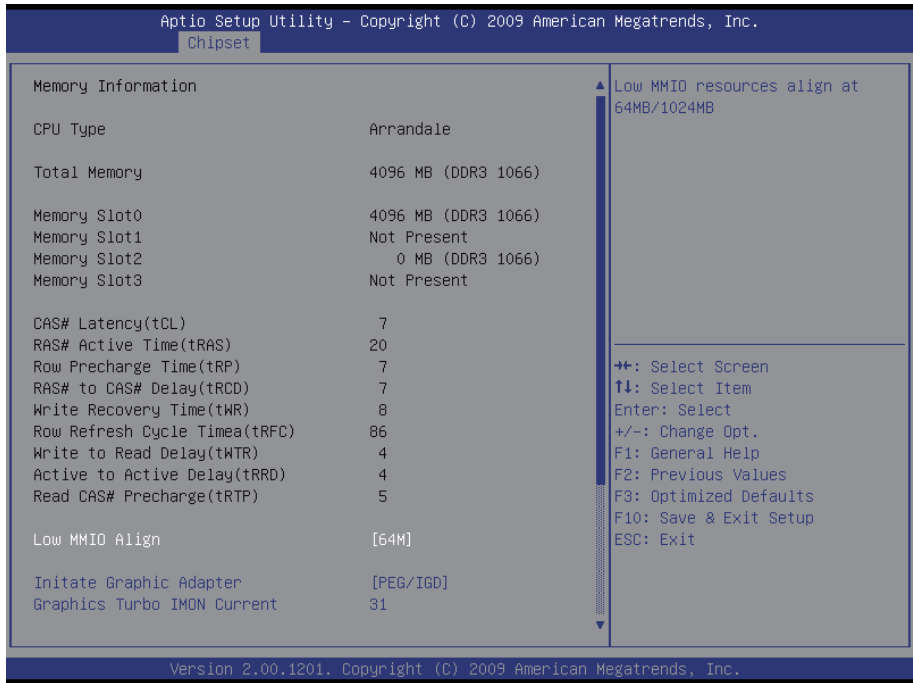 Aptio Setup Utility – Copyright (C) 2009 American Megatrends, Inc.
Chipset
Memory Information
CPU Type Arrandale
Total Memory 4096 MB (DDR3 1066)
Memory Slot0 4096 MB (DDR3 1066)
Memory Slot1 Not Present
Memory Slot2 0 MB (DDR3 1066)
Memory Slot3 Not Present
CAS# Latency(tCL) 7
RAS# Active Time(tRAS) 20
Row Precharge Time(tRP) 7
RAS# to CAS# Delay(tRCD) 7
Write Recovery Time(tWR) 8
Row Refresh Cycle Timea(tRFC) 86
Write to Read Delay(tWTR) 4
Active to Active Delay(tRRD) 4
Read CAS# Precharge(tRTP) 5
Low MMIO Align [64M]
Initate Graphic Adapter [PEG/IGD]
Graphics Turbo IMON Current 31
Low MMIO resources align at
64MB/1024MB
→←: Select Screen
↑↓: Select Item
Enter: Select
+/-: Change Opt.
F1: General Help
F2: Previous Values
F3: Optimized Defaults
F10: Save & Exit Setup
ESC: Exit
Version 2.00.1201. Copyright (C) 2009 American Megatrends, Inc.